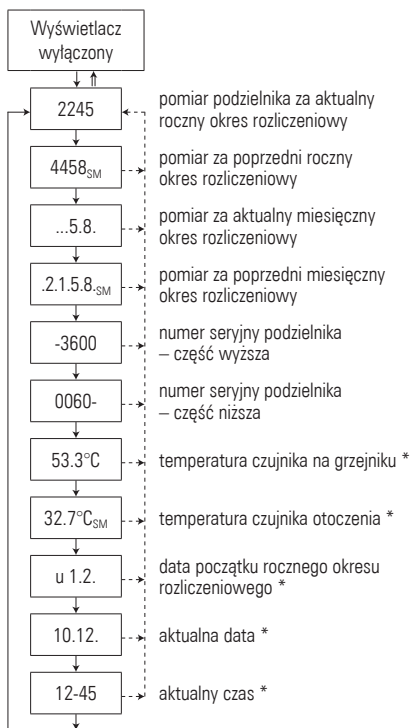 Wyświetlacz
wyłączony
2245
pomiar podzielnika za aktualny
roczny okres rozliczeniowy
4458SM
pomiar za poprzedni roczny
okres rozliczeniowy
...5.8.
pomiar za aktualny miesięczny
okres rozliczeniowy
.2.1.5.8.SM
pomiar za poprzedni miesięczny
okres rozliczeniowy
-3600
numer seryjny podzielnika
– część wyższa
0060-
numer seryjny podzielnika
– część niższa
53.3°C
temperatura czujnika na grzejniku *
32.7°CSM
temperatura czujnika otoczenia *
u 1.2.
data początku rocznego okresu
rozliczeniowego *
10.12.
aktualna data *
12-45
aktualny czas *